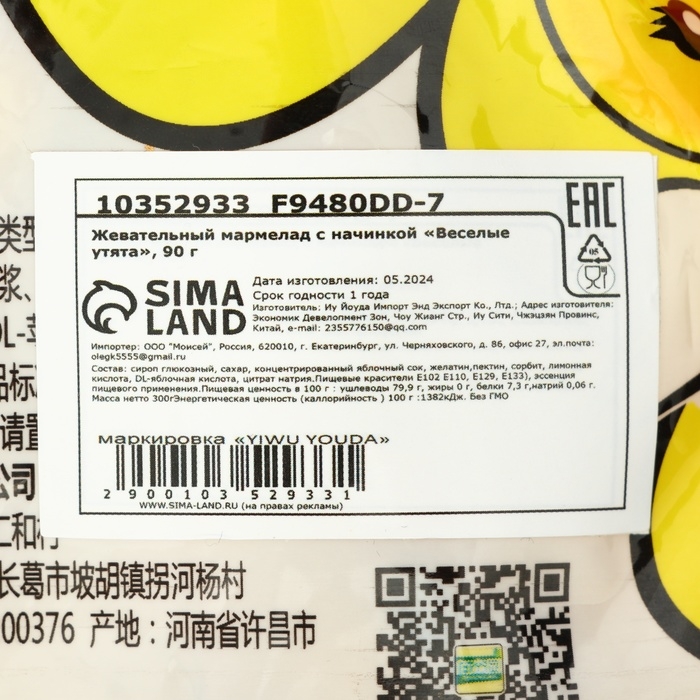 10352933 F9480DD-7
EAC
Жевательный мармелад с начинкой «Веселые
утята», 90 г
05
SIMA
LAND
Дата изготовления: 05.2024
Срок годности 1 года
Изготовитель: Иу Йоуда Импорт Энд Экспорт Ко., Лтд.; Адрес изготовителя:
Экономик Девелопмент Зон, Чоу Жианг Стр., Иу Сити, Чжэцзян Провинс,
Китай, e-mail: 2355776150@qq.com
Импортер: ООО "Моисей", Россия, 620010, г. Екатеринбург, ул. Черняховского, д. 86, офис 27, эл.почта:
olegk5555@gmail.com
Состав: сироп глюкозный, сахар, концентрированный яблочный сок, желатин,пектин, сорбит, лимонная
кислота, DL-яблочная кислота, цитрат натрия.Пищевые красители E102 E110, E129, E133), эссенция
пищевого применения.Пищевая ценность в 100 г : ушлеводы 79,9 г, жиры 0 г, белки 7,3 г,натрий 0,06 г.
Масса нетто 300гЭнергетическая ценность (каллорийность ) 100 г :1382кДж. Без ГМО
маркировка «YIWU YOUDA»
2 900103 529331
WWW.SIMA-LAND.RU (на правах рекламы)
类型
浆、
DL-苹
品标
请置
公司
仁和村
长葛市坡胡镇拐河杨村
00376 产地：河南省许昌市